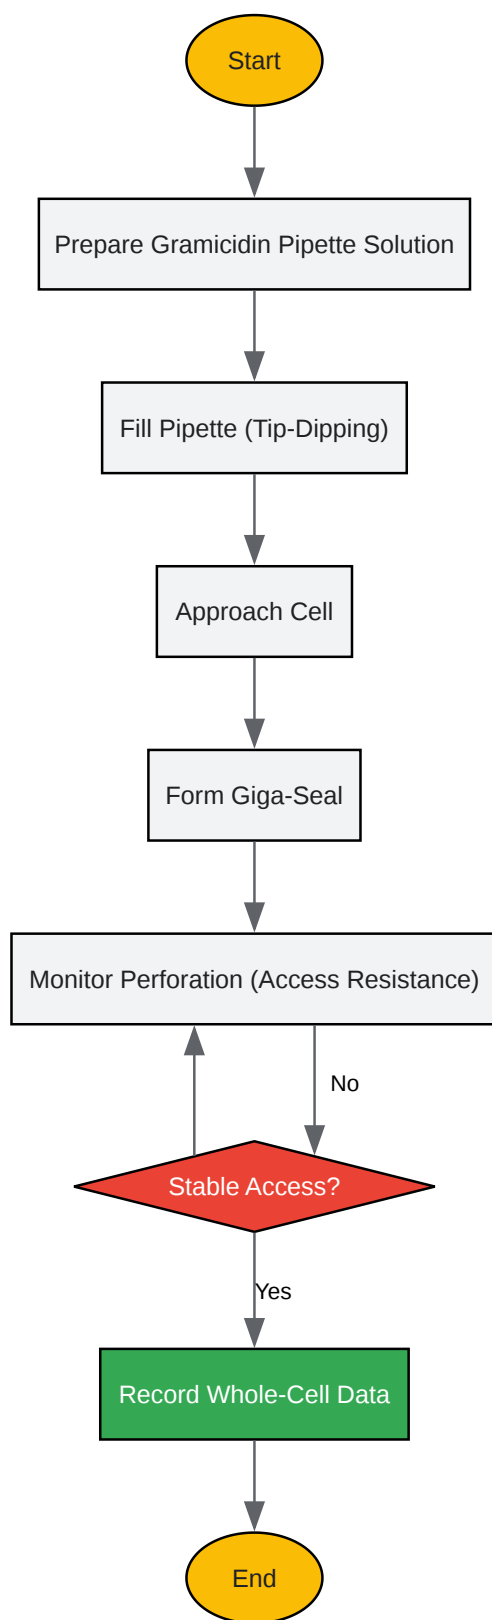 Start
Prepare Gramicidin Pipette Solution
Fill Pipette (Tip-Dipping)
Approach Cell
Form Giga-Seal
Monitor Perforation (Access Resistance)
No
Stable Access?
Yes
Record Whole-Cell Data
End